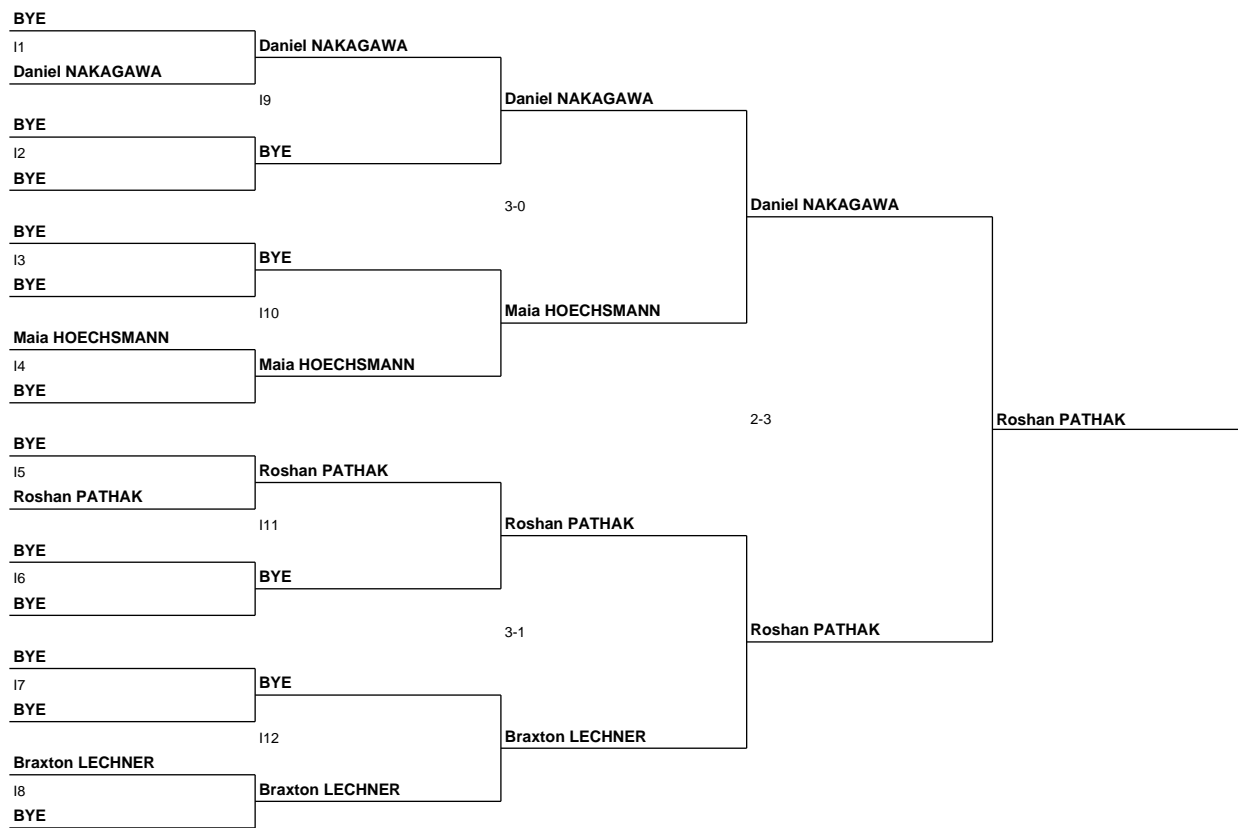 BYE
I1
Daniel NAKAGAWA
BYE
I2
BYE
BYE
I3
BYE
Maia HOECHSMANN
I4
BYE
BYE
I5
Roshan PATHAK
BYE
I6
BYE
BYE
I7
BYE
Braxton LECHNER
I8
BYE
Daniel NAKAGAWA
I9
BYE
BYE
I10
Maia HOECHSMANN
Roshan PATHAK
I11
BYE
BYE
I12
Braxton LECHNER
Daniel NAKAGAWA
3-0
Maia HOECHSMANN
Roshan PATHAK
3-1
Braxton LECHNER
Daniel NAKAGAWA
2-3
Roshan PATHAK
Roshan PATHAK